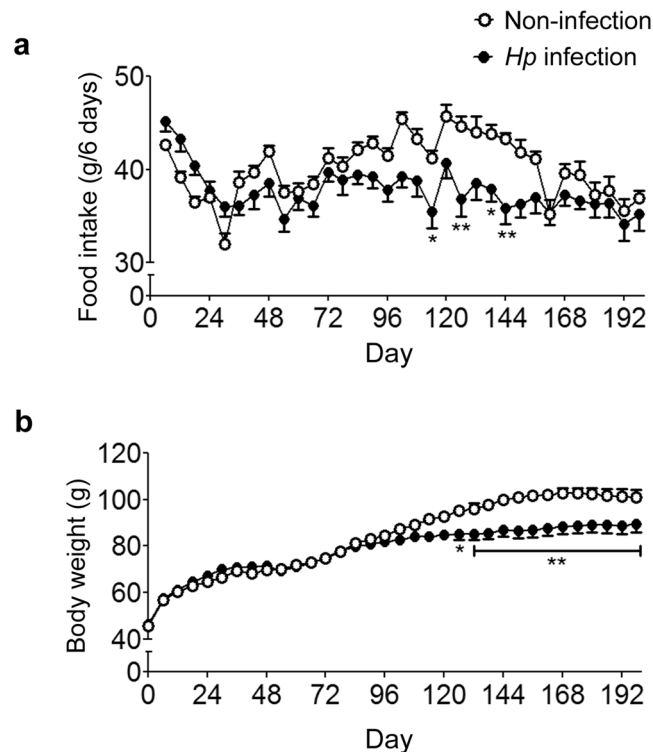 Non-infection
Hp infection
a
Food intake (g/6 days)
50
40
30
0
0 24 48 72 96 120 144 168 192
* ** * **
Day
b
Body weight (g)
120
100
80
60
40
0
0 24 48 72 96 120 144 168 192
* **
Day